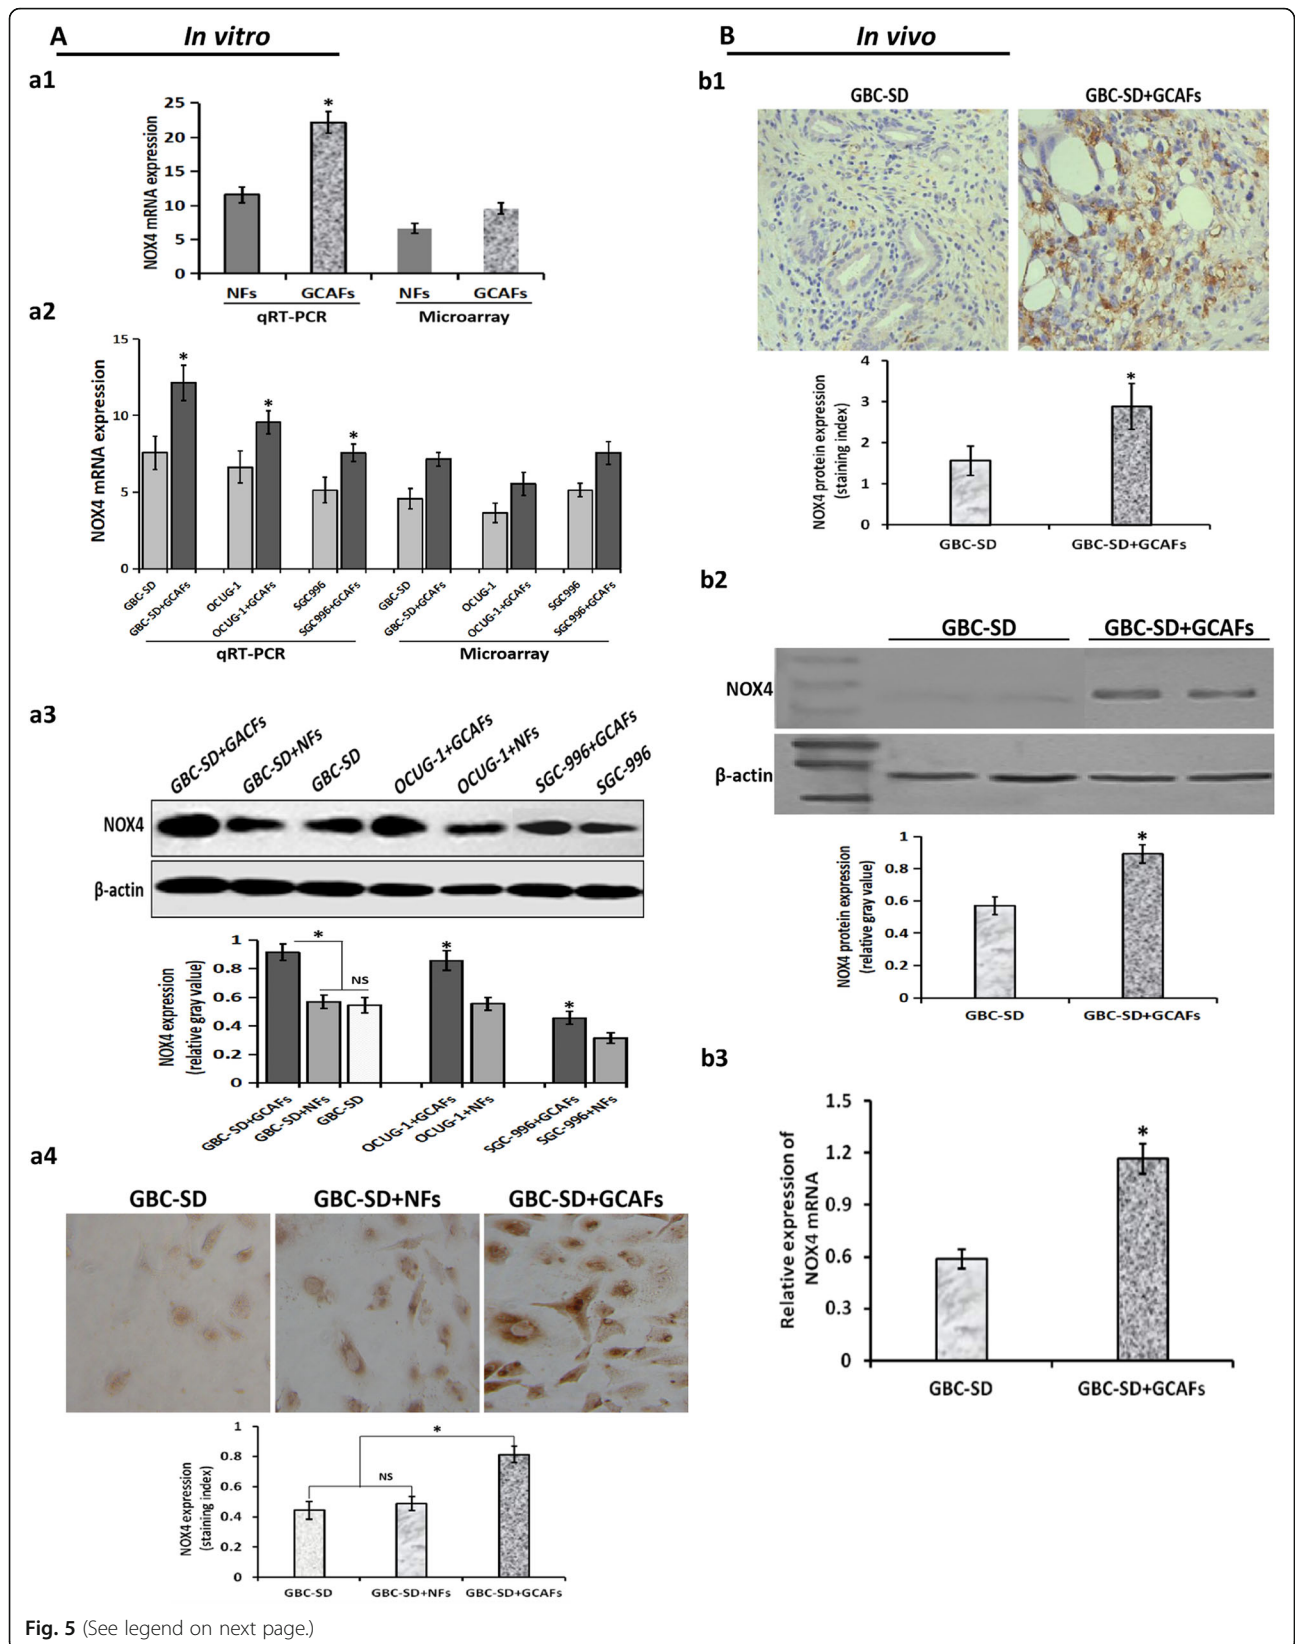 A In vitro
a1
NOX4 mRNA expression
25
20
15
10
5
0
*
NFs GCAFs NFs GCAFs
qRT-PCR Microarray
a2
NOX4 mRNA expression
15
10
5
0
* * *
GBC-SD GBC-SD+GCAFs OCUG-1 OCUG-1+GCAFs SGC996 SGC996+GCAFs GBC-SD GBC-SD+GCAFs OCUG-1 OCUG-1+GCAFs SGC996 SGC996+GCAFs
qRT-PCR Microarray
a3
GBC-SD+GACFs GBC-SD+NFs GBC-SD OCUG-1+GCAFs OCUG-1+NFs SGC-996+GCAFs SGC-996
NOX4
β-actin
NOX4 expression
(relative gray value)
1
0.8
0.6
0.4
0.2
0
* NS * *
GBC-SD+GCAFs GBC-SD+NFs GBC-SD OCUG-1+GCAFs OCUG-1+NFs SGC-996+GCAFs SGC-996+NFs
a4
GBC-SD GBC-SD+NFs GBC-SD+GCAFs
NOX4 expression
(staining index)
1
0.8
0.6
0.4
0.2
0
NS *
GBC-SD GBC-SD+NFs GBC-SD+GCAFs
B In vivo
b1
GBC-SD GBC-SD+GCAFs
NOX4 protein expression
(staining index)
4
3
2
1
0
*
GBC-SD GBC-SD+GCAFs
b2
GBC-SD GBC-SD+GCAFs
NOX4
β-actin
NOX4 protein expression
(relative gray value)
1
0.8
0.6
0.4
0.2
0
*
GBC-SD GBC-SD+GCAFs
b3
Relative expression of
NOX4 mRNA
1.5
1.2
0.9
0.6
0.3
0
*
GBC-SD GBC-SD+GCAFs
Fig. 5 (See legend on next page.)